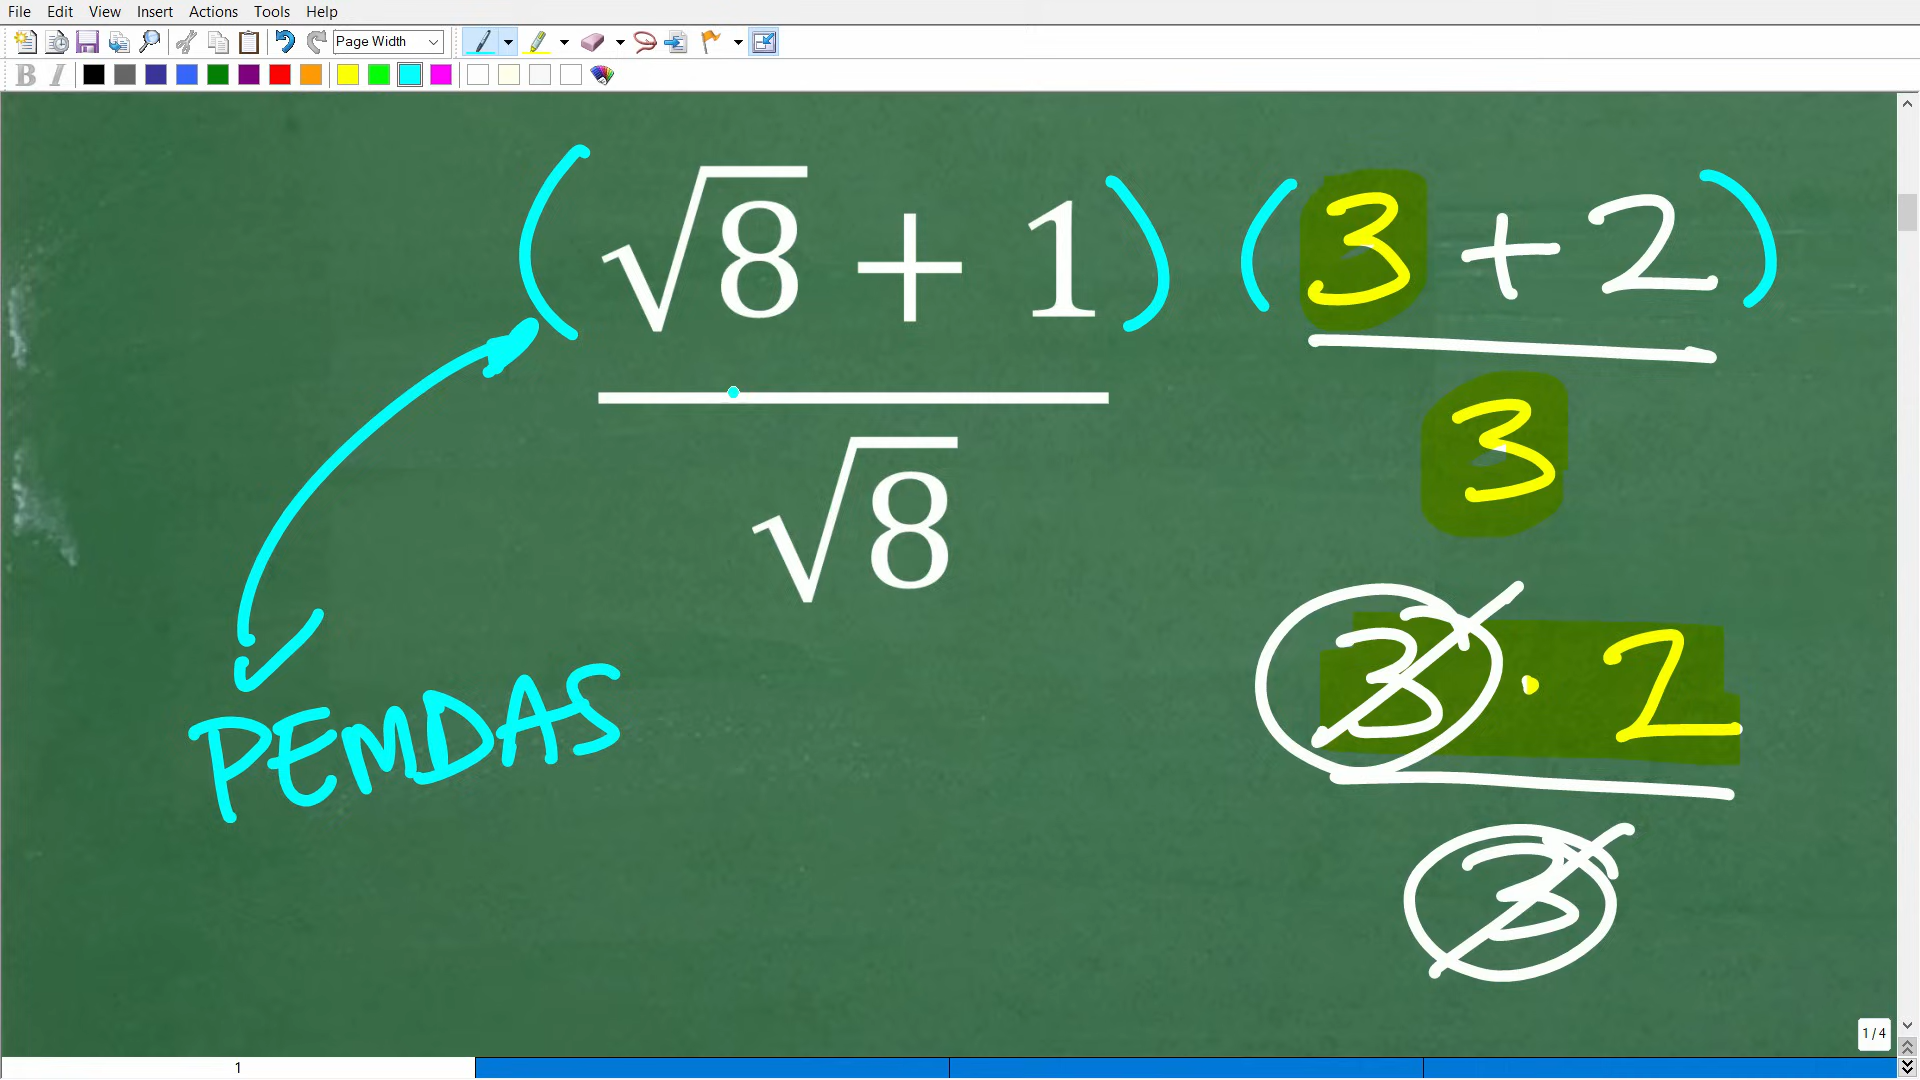 File Edit View Insert Actions Tools Help
Page Width
B I
(√8 + 1) (3 + 2)
√8
3
3 · 2
3
PEMDAS
1 / 4
1